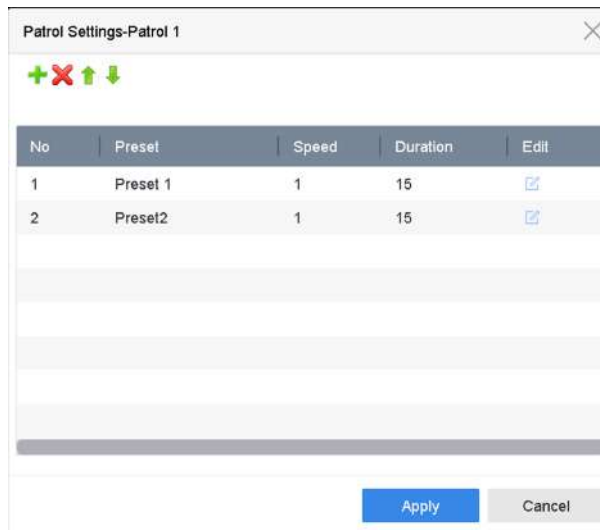 Patrol Settings-Patrol 1
No Preset Speed Duration Edit
1 Preset 1 1 15
2 Preset2 1 15
Apply Cancel